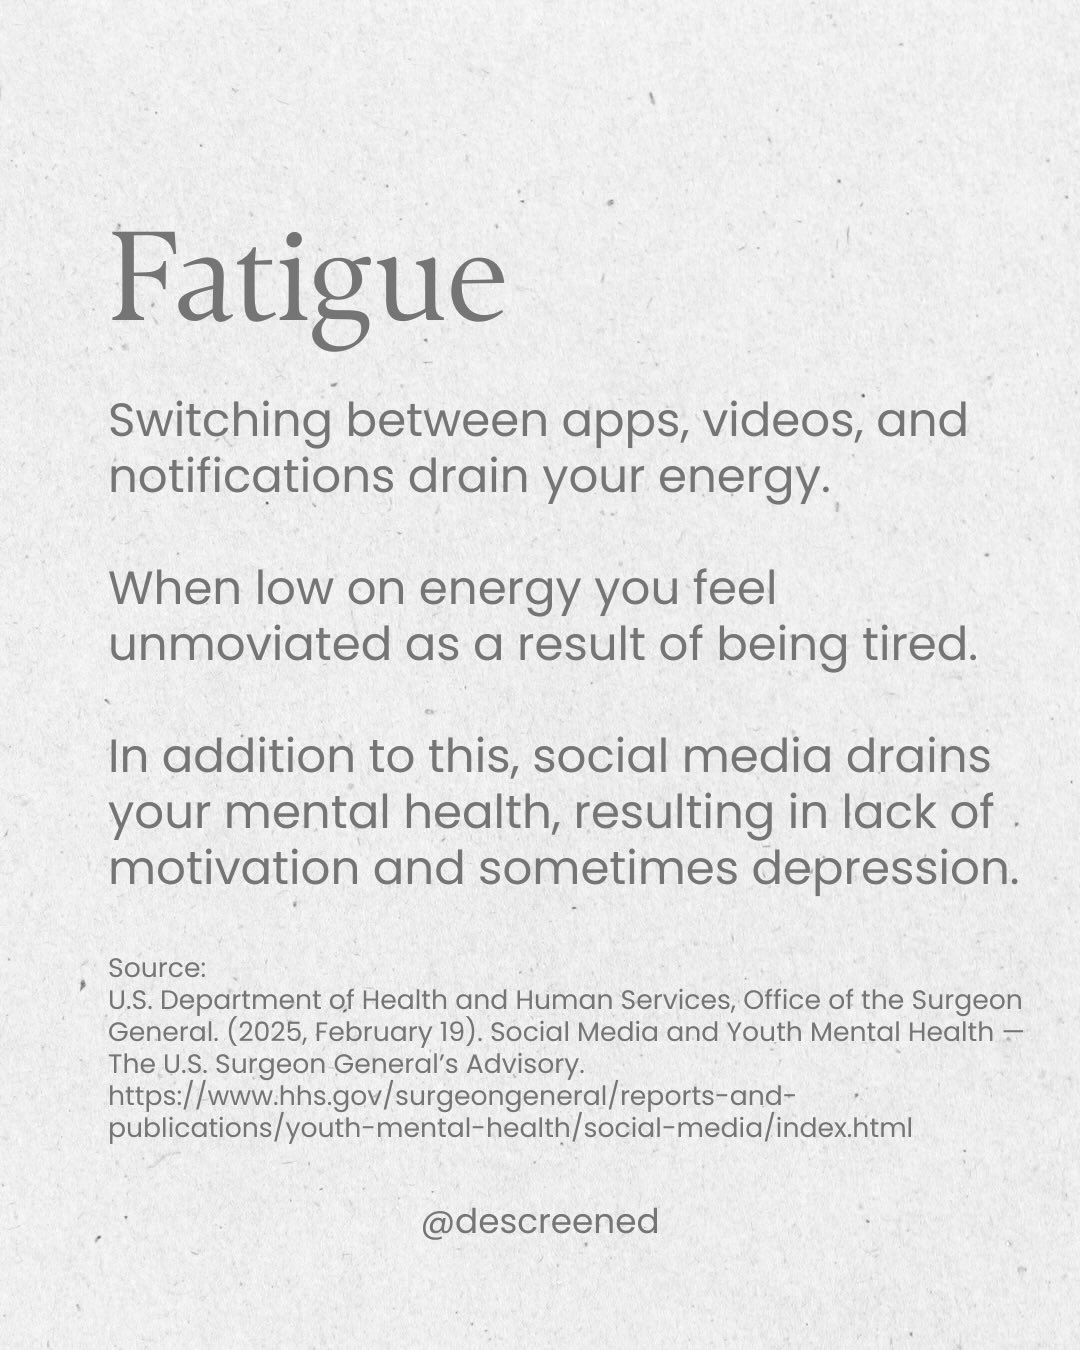 Fatigue
Switching between apps, videos, and
notifications drain your energy.
When low on energy you feel
unmoviated as a result of being tired.
In addition to this, social media drains
your mental health, resulting in lack of
motivation and sometimes depression.
Source:
U.S. Department of Health and Human Services, Office of the Surgeon
General. (2025, February 19). Social Media and Youth Mental Health —
The U.S. Surgeon General’s Advisory.
https://www.hhs.gov/surgeongeneral/reports-and-
publications/youth-mental-health/social-media/index.html
@descreened